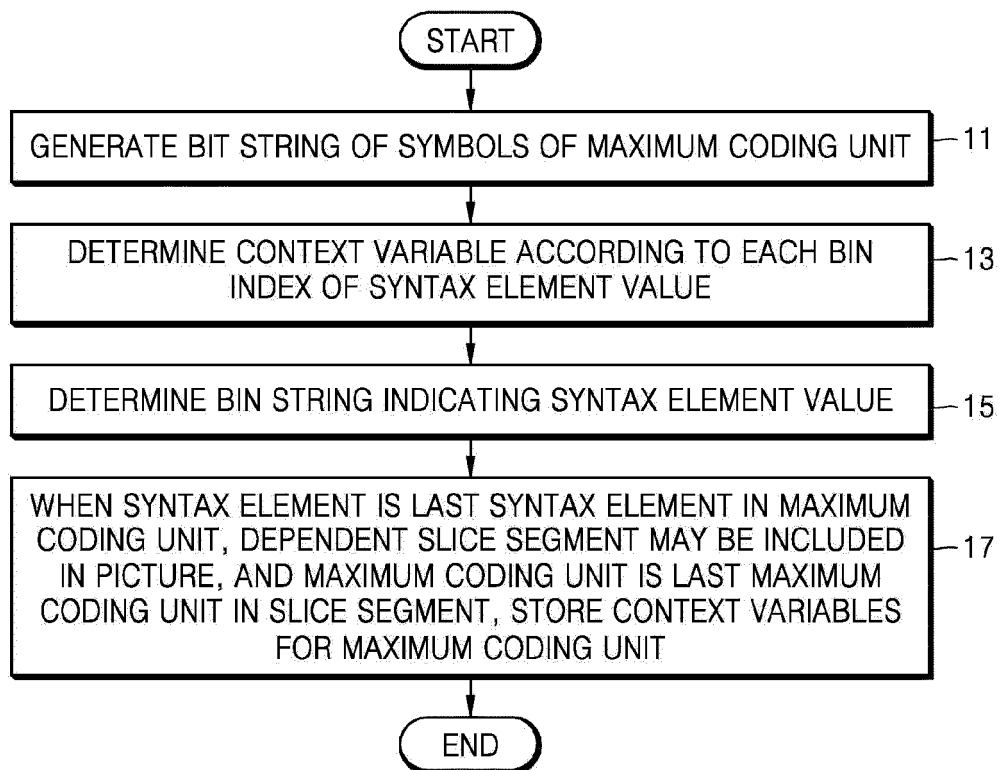 START
GENERATE BIT STRING OF SYMBOLS OF MAXIMUM CODING UNIT
11
DETERMINE CONTEXT VARIABLE ACCORDING TO EACH BIN
INDEX OF SYNTAX ELEMENT VALUE
13
DETERMINE BIN STRING INDICATING SYNTAX ELEMENT VALUE
15
WHEN SYNTAX ELEMENT IS LAST SYNTAX ELEMENT IN MAXIMUM
CODING UNIT, DEPENDENT SLICE SEGMENT MAY BE INCLUDED
IN PICTURE, AND MAXIMUM CODING UNIT IS LAST MAXIMUM
CODING UNIT IN SLICE SEGMENT, STORE CONTEXT VARIABLES
FOR MAXIMUM CODING UNIT
17
END